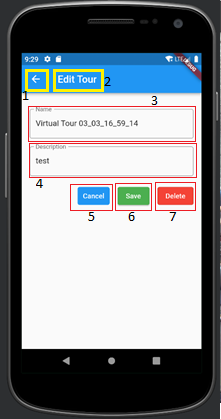 9:29 LTE
Edit Tour 2
1
3
Name
Virtual Tour 03_03_16_59_14
Description
test
4
Cancel Save Delete
5 6 7